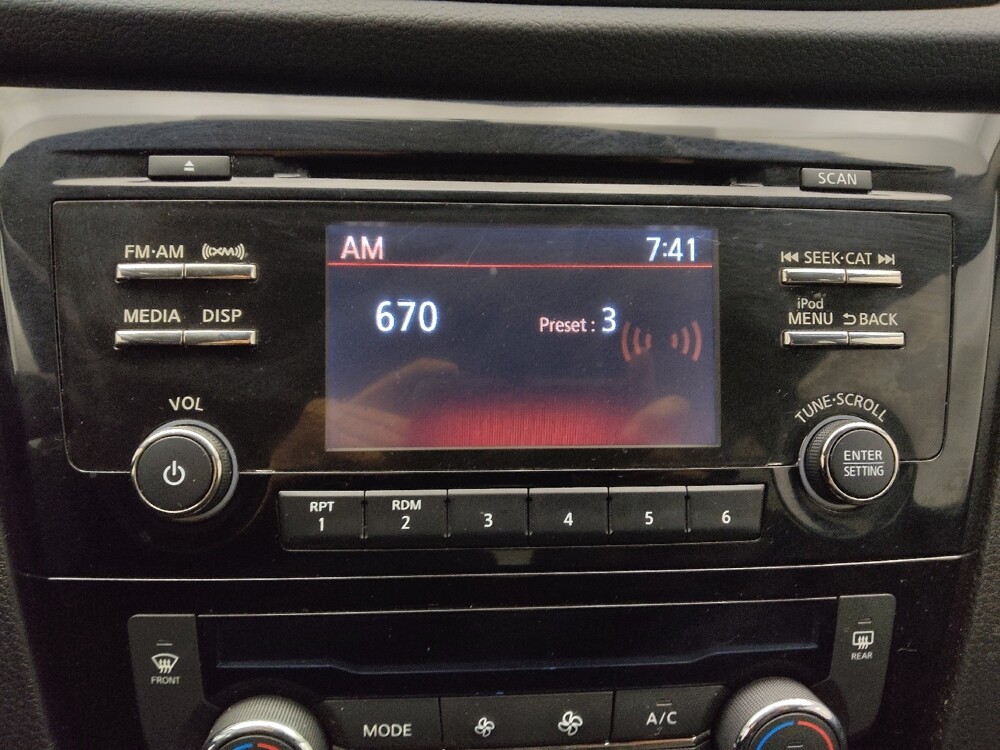 SCAN
FM·AM
((XM))
SEEK·CAT
AM
7:41
iPod
MEDIA
DISP
MENU
BACK
670
Preset : 3
VOL
TUNE·SCROLL
ENTER
SETTING
RPT
1
RDM
2
3
4
5
6
FRONT
REAR
MODE
A/C